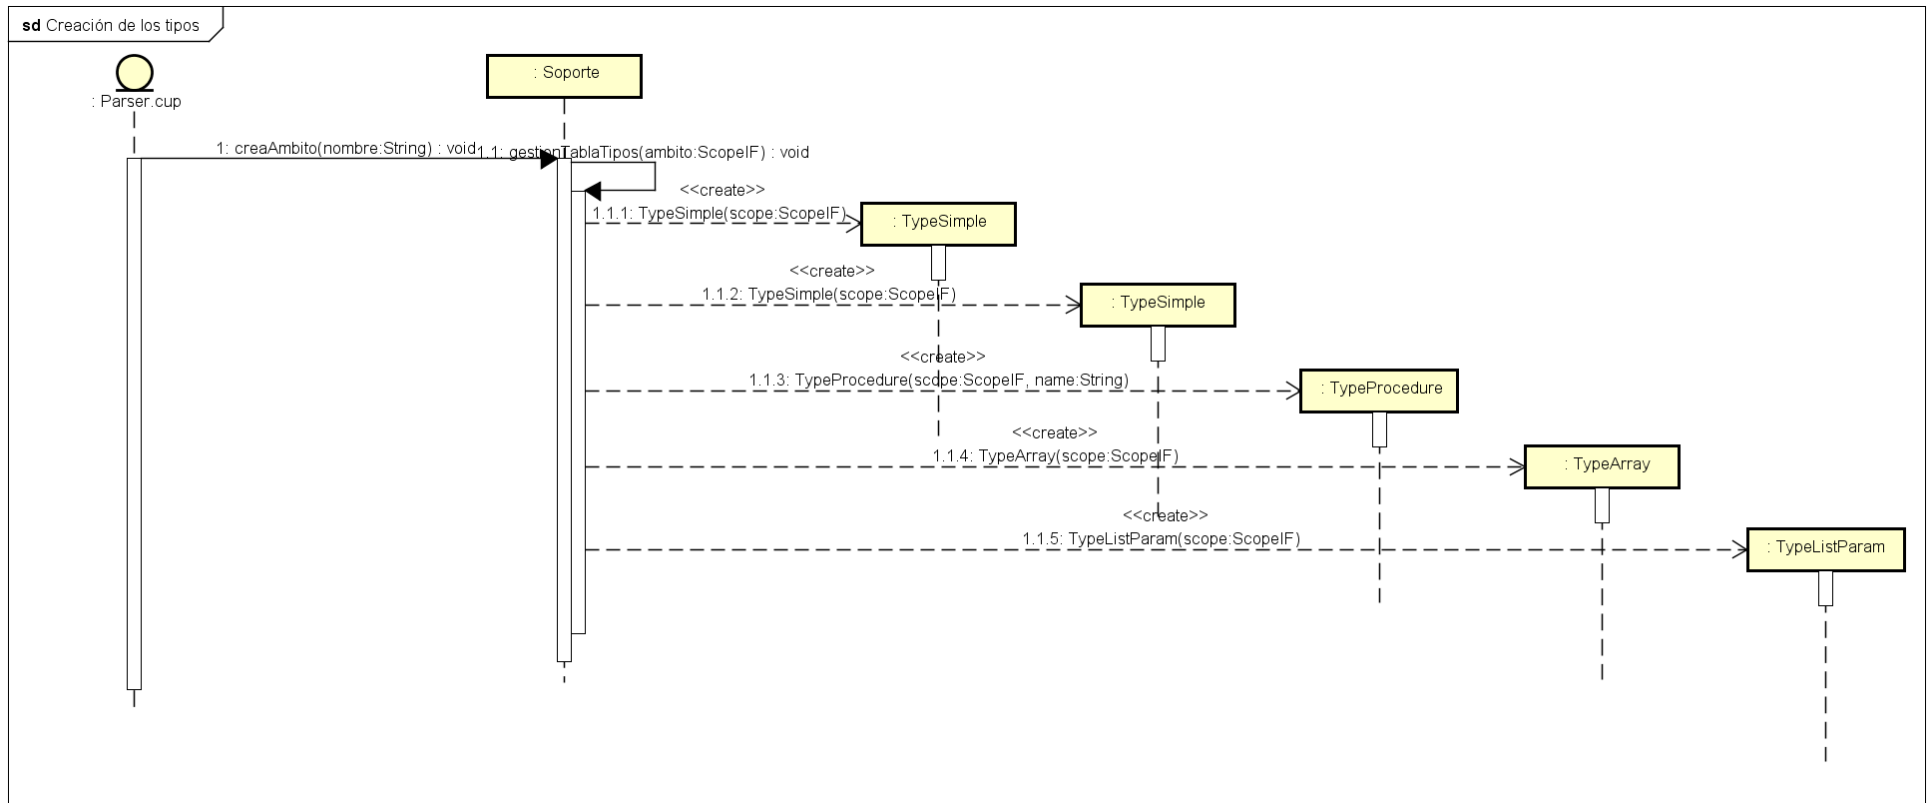 sd Creación de los tipos
: Parser.cup
: Soporte
1: creaAmbito(nombre:String) : void
1.1: gestionTablaTipos(ambito:ScopeIF) : void
<<create>>
1.1.1: TypeSimple(scope:ScopeIF)
: TypeSimple
<<create>>
1.1.2: TypeSimple(scope:ScopeIF)
: TypeSimple
<<create>>
1.1.3: TypeProcedure(scope:ScopeIF, name:String)
: TypeProcedure
<<create>>
1.1.4: TypeArray(scope:ScopeIF)
: TypeArray
<<create>>
1.1.5: TypeListParam(scope:ScopeIF)
: TypeListParam